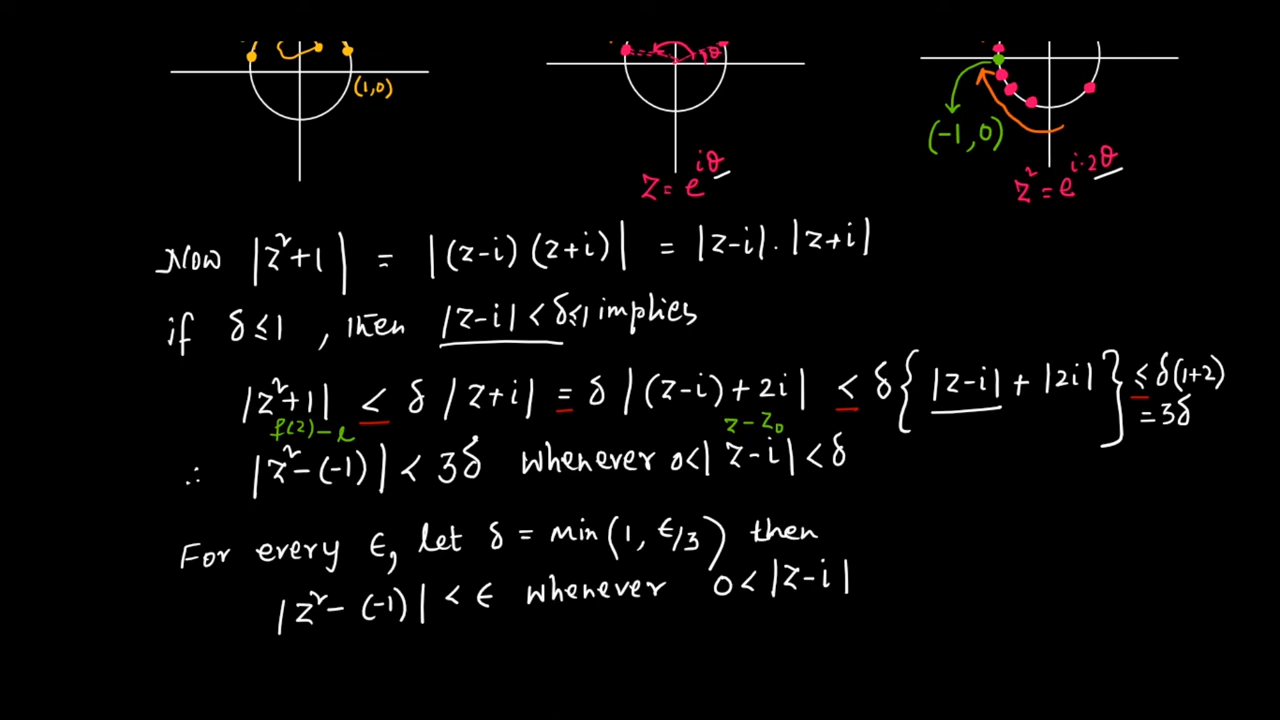 (1,0)
θ
(-1,0)
z = e^{iθ}
z² = e^{i·2θ}
Now |z²+1| = |(z-i)(z+i)| = |z-i|·|z+i|
if δ≤1, then |z-i| < δ≤1 implies
|z²+1| < δ|z+i| = δ|(z-i)+2i| < δ{|z-i| + |2i|} ≤ δ(1+2)
= 3δ
f(z)-l z-z₀
∴ |z²-(-1)| < 3δ whenever 0<|z-i|<δ
For every ε, let δ = min(1, ε/3) then
|z²-(-1)| < ε whenever 0<|z-i|